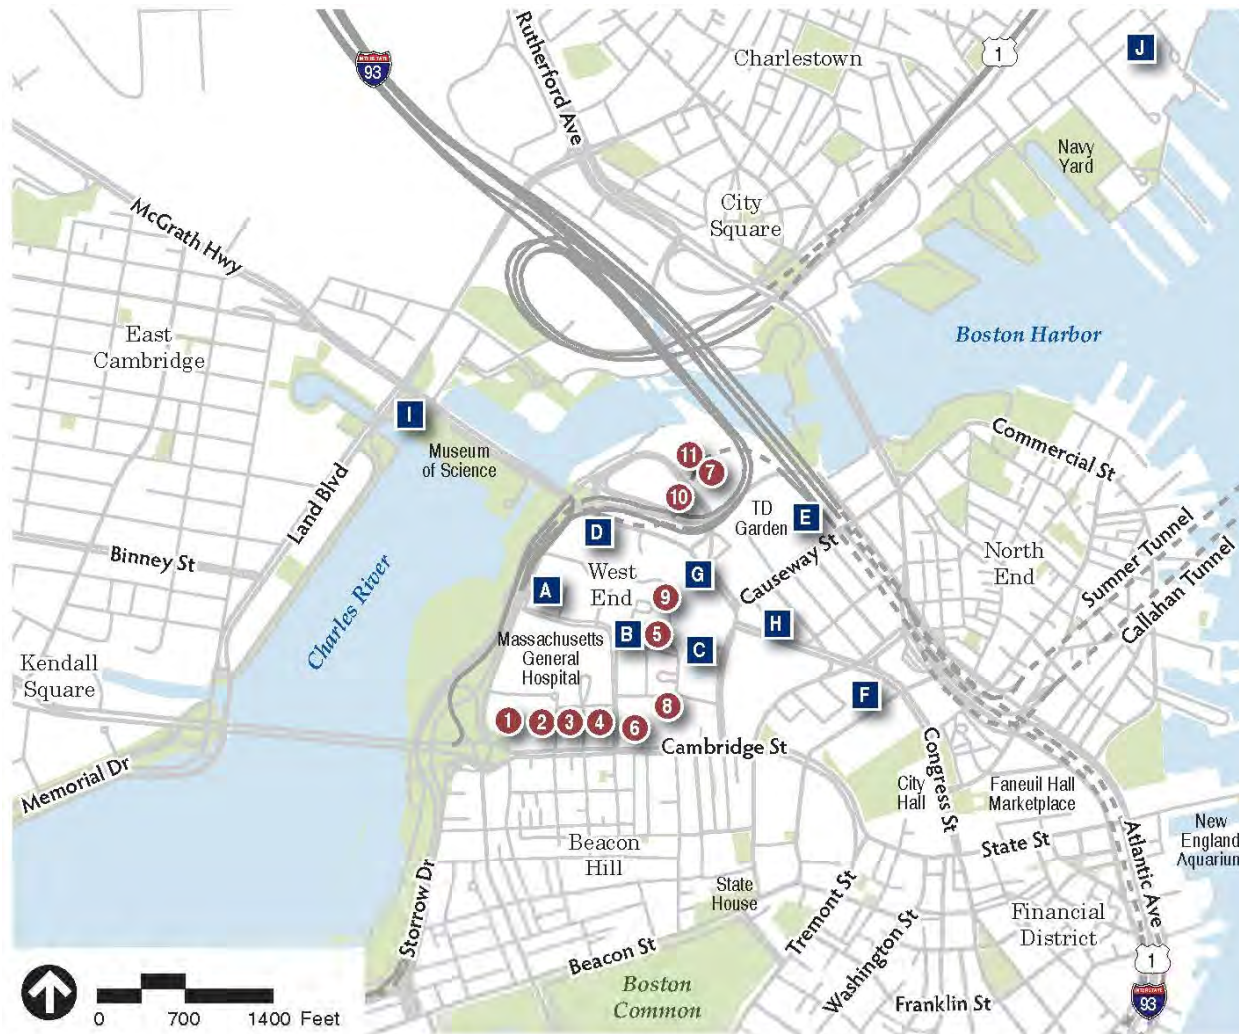 INTERSTATE
93
Rutherford Ave
1
J
Charlestown
Navy
Yard
McGrath Hwy
City
Square
East
Cambridge
Boston Harbor
I
Museum
of Science
Commercial St
11
7
10
Land Blvd
TD
Garden
E
D
Causeway St
Sumner Tunnel
Callahan Tunnel
North
End
Binney St
Charles River
A
West
End
G
9
B
5
C
H
Massachusetts
General
Hospital
Kendall
Square
F
1
2
3
4
6
8
Cambridge St
Memorial Dr
City
Hall
Congress St
Faneuil Hall
Marketplace
State St
Atlantic Ave
New
England
Aquarium
Beacon
Hill
State
House
Storrow Dr
Beacon St
Tremont St
Washington St
Financial
District
Boston
Common
Franklin St
1
INTERSTATE
93
0 700 1400 Feet